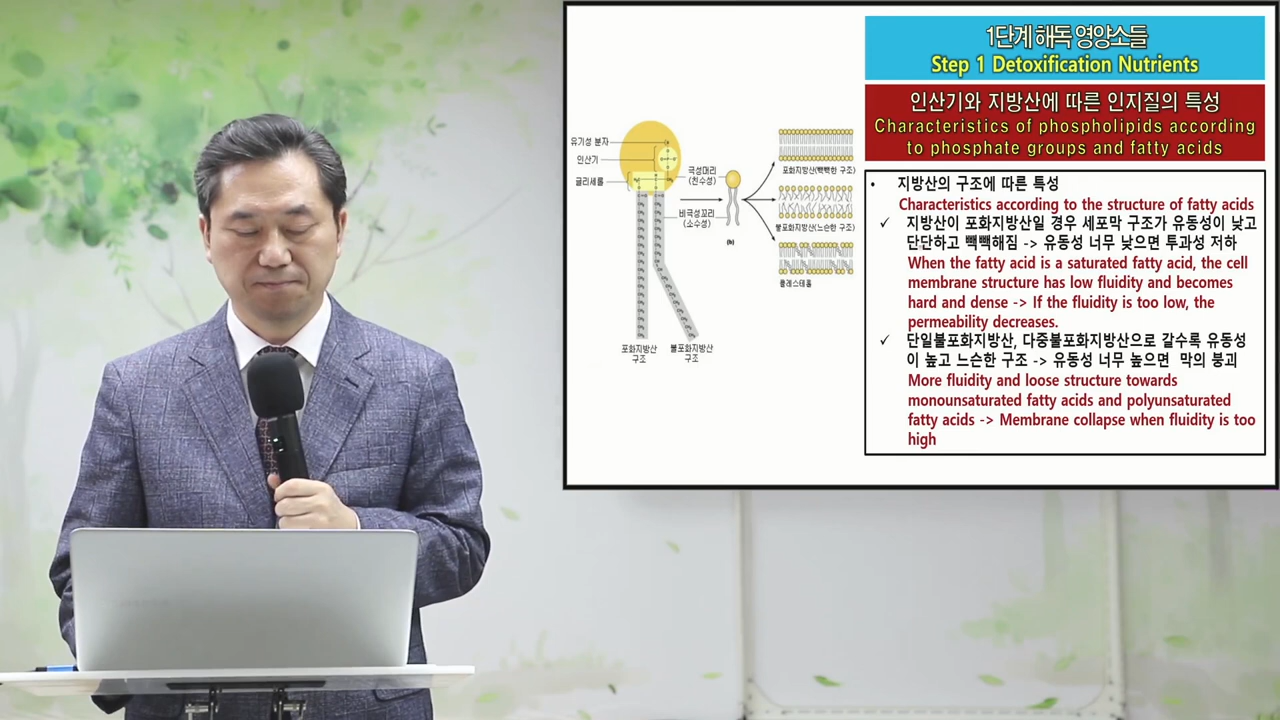 1단계 해독 영양소들
Step 1 Detoxification Nutrients
인산기와 지방산에 따른 인지질의 특성
Characteristics of phospholipids according
to phosphate groups and fatty acids
유기성 분자
인산기
글리세롤
극성머리
(친수성)
비극성꼬리
(소수성)
(b)
포화지방산
구조
불포화지방산
구조
포화지방산(빽빽한 구조)
불포화지방산(느슨한 구조)
콜레스테롤
• 지방산의 구조에 따른 특성
Characteristics according to the structure of fatty acids
✓ 지방산이 포화지방산일 경우 세포막 구조가 유동성이 낮고
단단하고 빽빽해짐 -> 유동성 너무 낮으면 투과성 저하
When the fatty acid is a saturated fatty acid, the cell
membrane structure has low fluidity and becomes
hard and dense -> If the fluidity is too low, the
permeability decreases.
✓ 단일불포화지방산, 다중불포화지방산으로 갈수록 유동성
이 높고 느슨한 구조 -> 유동성 너무 높으면 막의 붕괴
More fluidity and loose structure towards
monounsaturated fatty acids and polyunsaturated
fatty acids -> Membrane collapse when fluidity is too
high